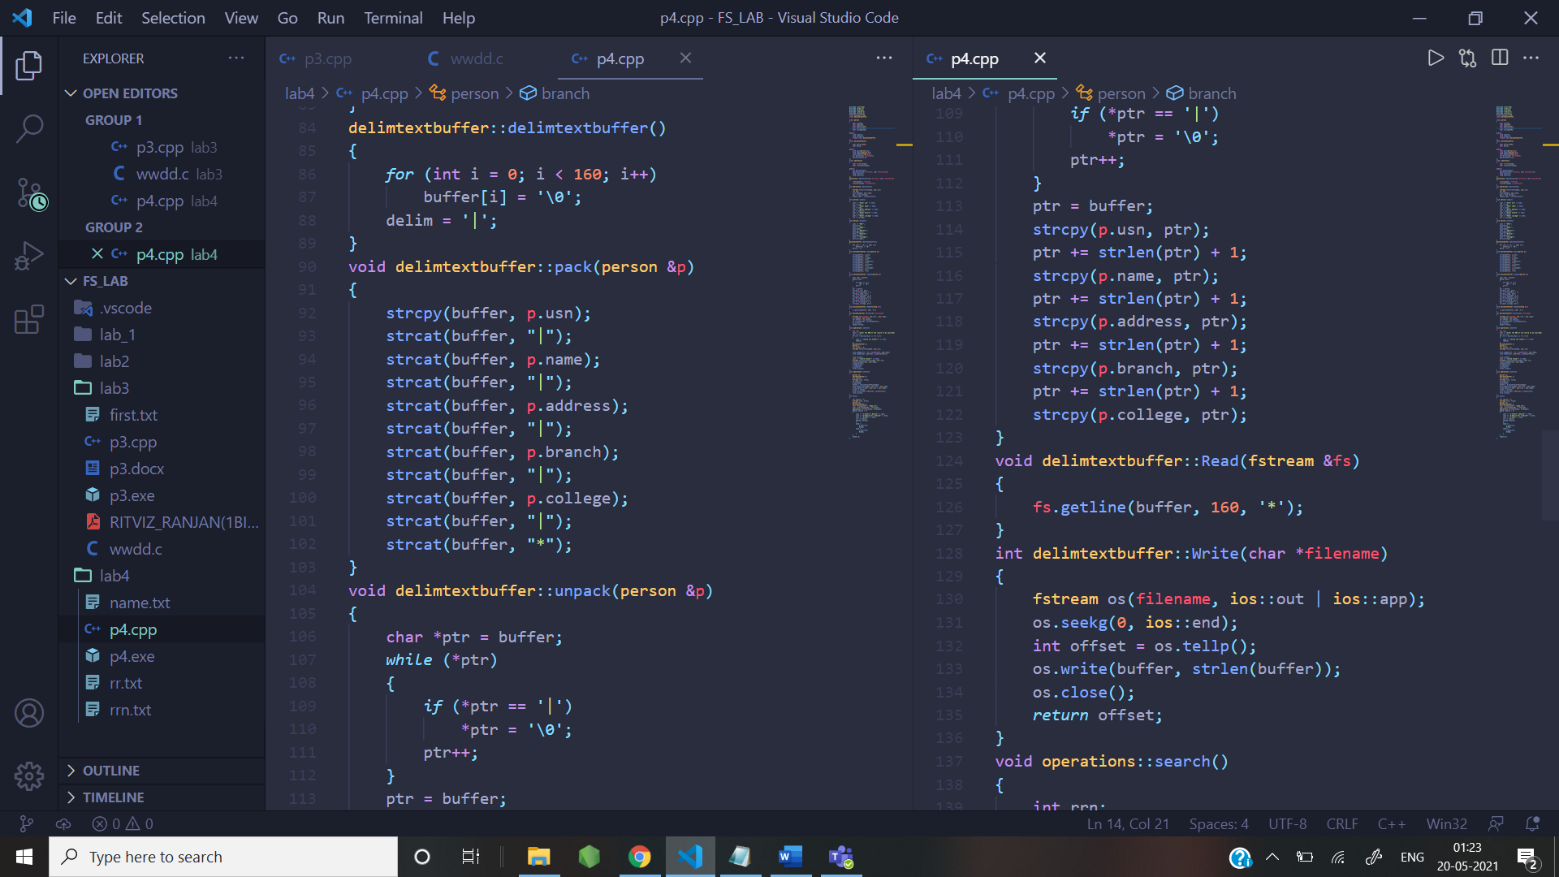 File Edit Selection View Go Run Terminal Help
p4.cpp - FS_LAB - Visual Studio Code
EXPLORER
OPEN EDITORS
GROUP 1
p3.cpp lab3
wwdd.c lab3
p4.cpp lab4
GROUP 2
p4.cpp lab4
FS_LAB
.vscode
lab_1
lab2
lab3
first.txt
p3.cpp
p3.docx
p3.exe
RITVIZ_RANJAN(1BI...
wwdd.c
lab4
name.txt
p4.cpp
p4.exe
rr.txt
rrn.txt
OUTLINE
TIMELINE
p3.cpp wwdd.c p4.cpp
lab4 > p4.cpp > person > branch
84 delimtextbuffer::delimtextbuffer()
85 {
86 for (int i = 0; i < 160; i++)
87 buffer[i] = '\0';
88 delim = '|';
89 }
90 void delimtextbuffer::pack(person &p)
91 {
92 strcpy(buffer, p.usn);
93 strcat(buffer, "|");
94 strcat(buffer, p.name);
95 strcat(buffer, "|");
96 strcat(buffer, p.address);
97 strcat(buffer, "|");
98 strcat(buffer, p.branch);
99 strcat(buffer, "|");
100 strcat(buffer, p.college);
101 strcat(buffer, "|");
102 strcat(buffer, "*");
103 }
104 void delimtextbuffer::unpack(person &p)
105 {
106 char *ptr = buffer;
107 while (*ptr)
108 {
109 if (*ptr == '|')
110 *ptr = '\0';
111 ptr++;
112 }
113 ptr = buffer;
p4.cpp
lab4 > p4.cpp > person > branch
109 if (*ptr == '|')
110 *ptr = '\0';
111 ptr++;
112 }
113 ptr = buffer;
114 strcpy(p.usn, ptr);
115 ptr += strlen(ptr) + 1;
116 strcpy(p.name, ptr);
117 ptr += strlen(ptr) + 1;
118 strcpy(p.address, ptr);
119 ptr += strlen(ptr) + 1;
120 strcpy(p.branch, ptr);
121 ptr += strlen(ptr) + 1;
122 strcpy(p.college, ptr);
123 }
124 void delimtextbuffer::Read(fstream &fs)
125 {
126 fs.getline(buffer, 160, '*');
127 }
128 int delimtextbuffer::Write(char *filename)
129 {
130 fstream os(filename, ios::out | ios::app);
131 os.seekg(0, ios::end);
132 int offset = os.tellp();
133 os.write(buffer, strlen(buffer));
134 os.close();
135 return offset;
136 }
137 void operations::search()
138 {
139 int rrn;
0 0
Ln 14, Col 21 Spaces: 4 UTF-8 CRLF C++ Win32
Type here to search
ENG
01:23
20-05-2021
2